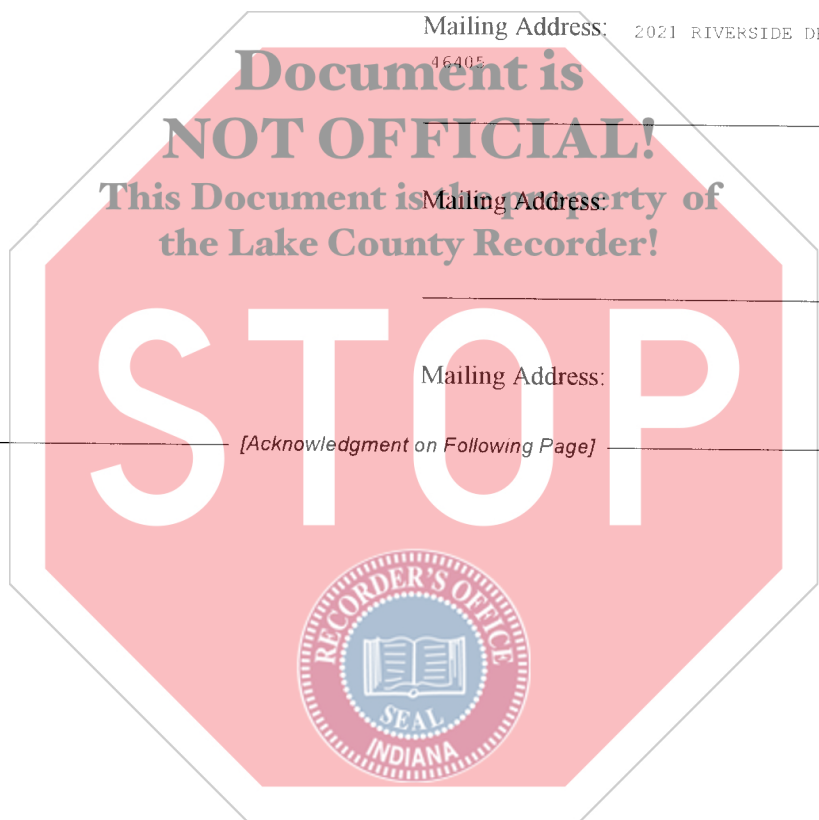 Mailing Address: 2021 RIVERSIDE
46405
Document is
NOT OFFICIAL!
This Document is the property of
Mailing Address:
the Lake County Recorder!
STOP
Mailing Address:
[Acknowledgment on Following Page]
RECORDER'S OFFICE
SEAL
INDIANA